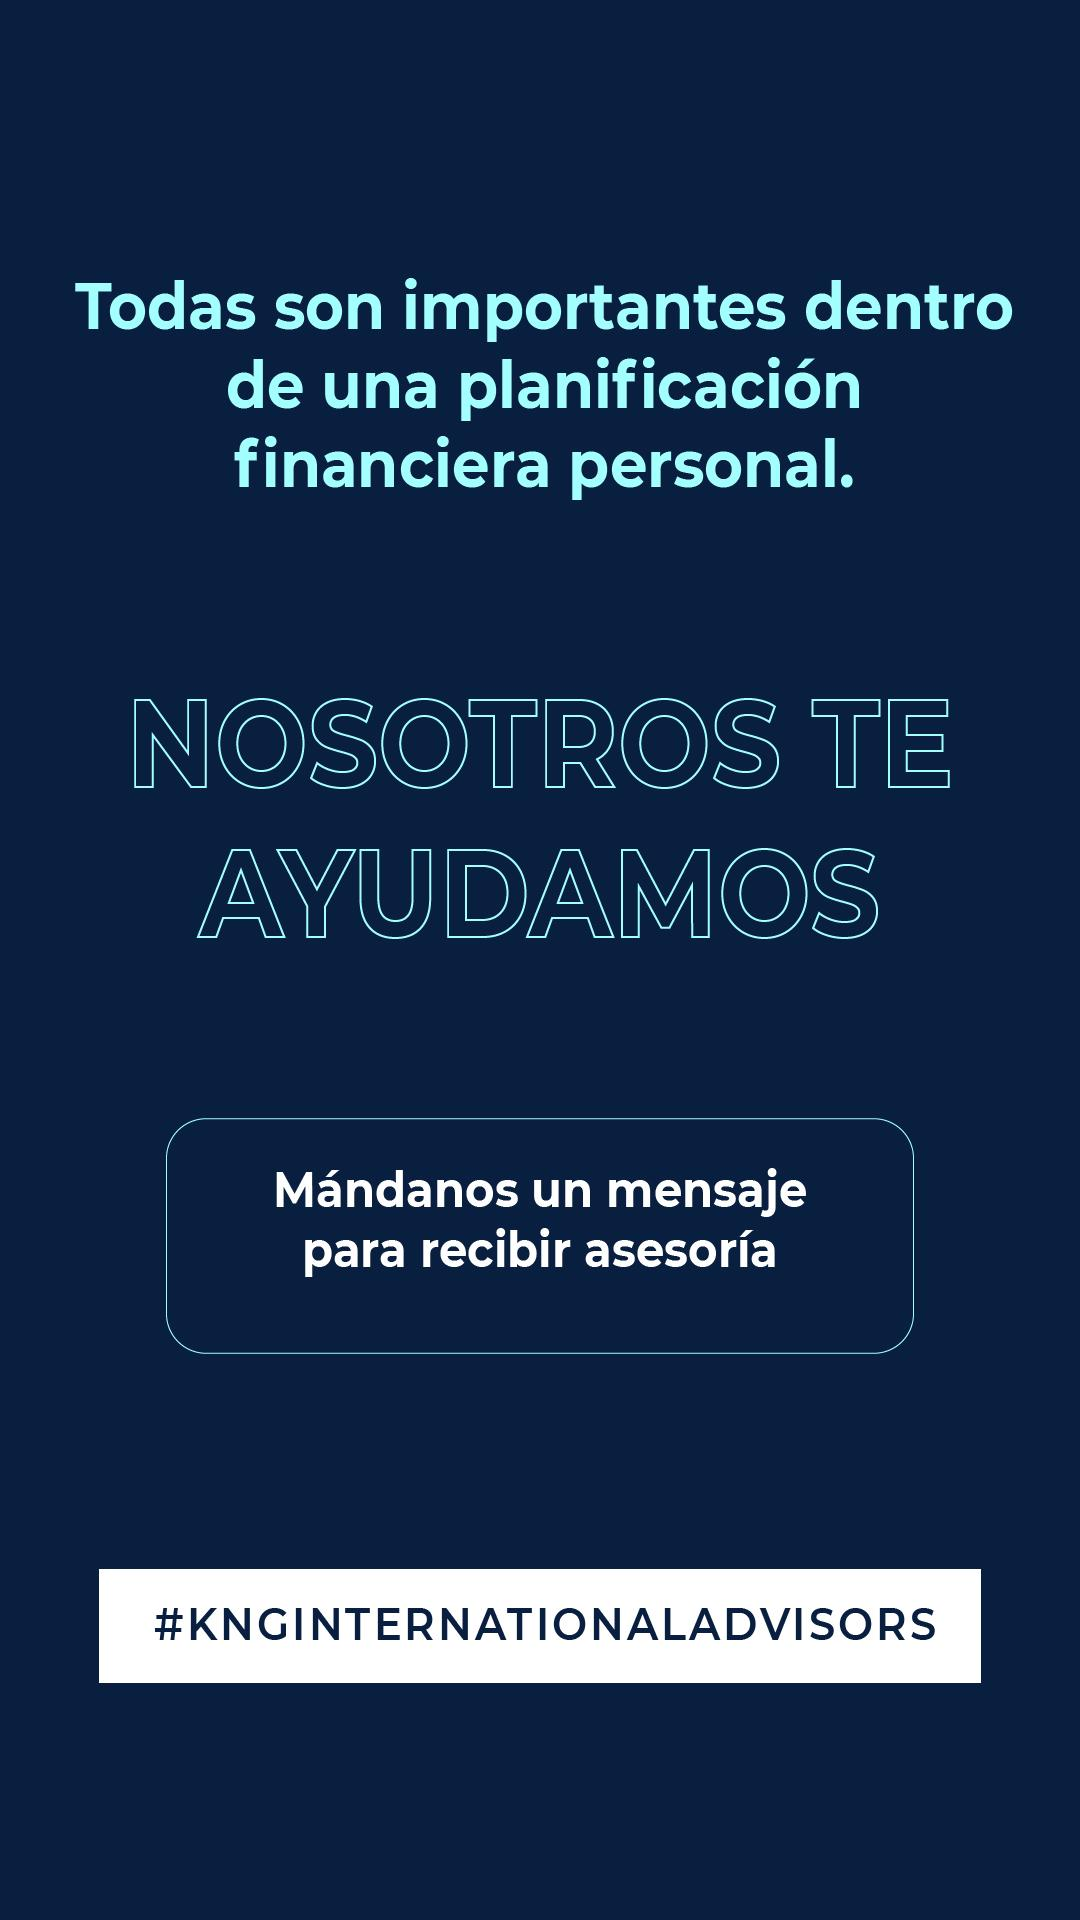 Todas son importantes dentro
de una planificación
financiera personal.
NOSOTROS TE
AYUDAMOS
Mándanos un mensaje
para recibir asesoría
#KNGINTERNATIONALADVISORS